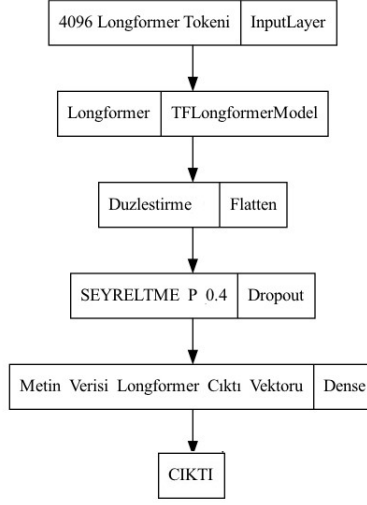 4096 Longformer Tokeni InputLayer
Longformer TFLongformerModel
Duzlestirme Flatten
SEYRELTME P 0.4 Dropout
Metin Verisi Longformer Cıktı Vektoru Dense
CIKTI